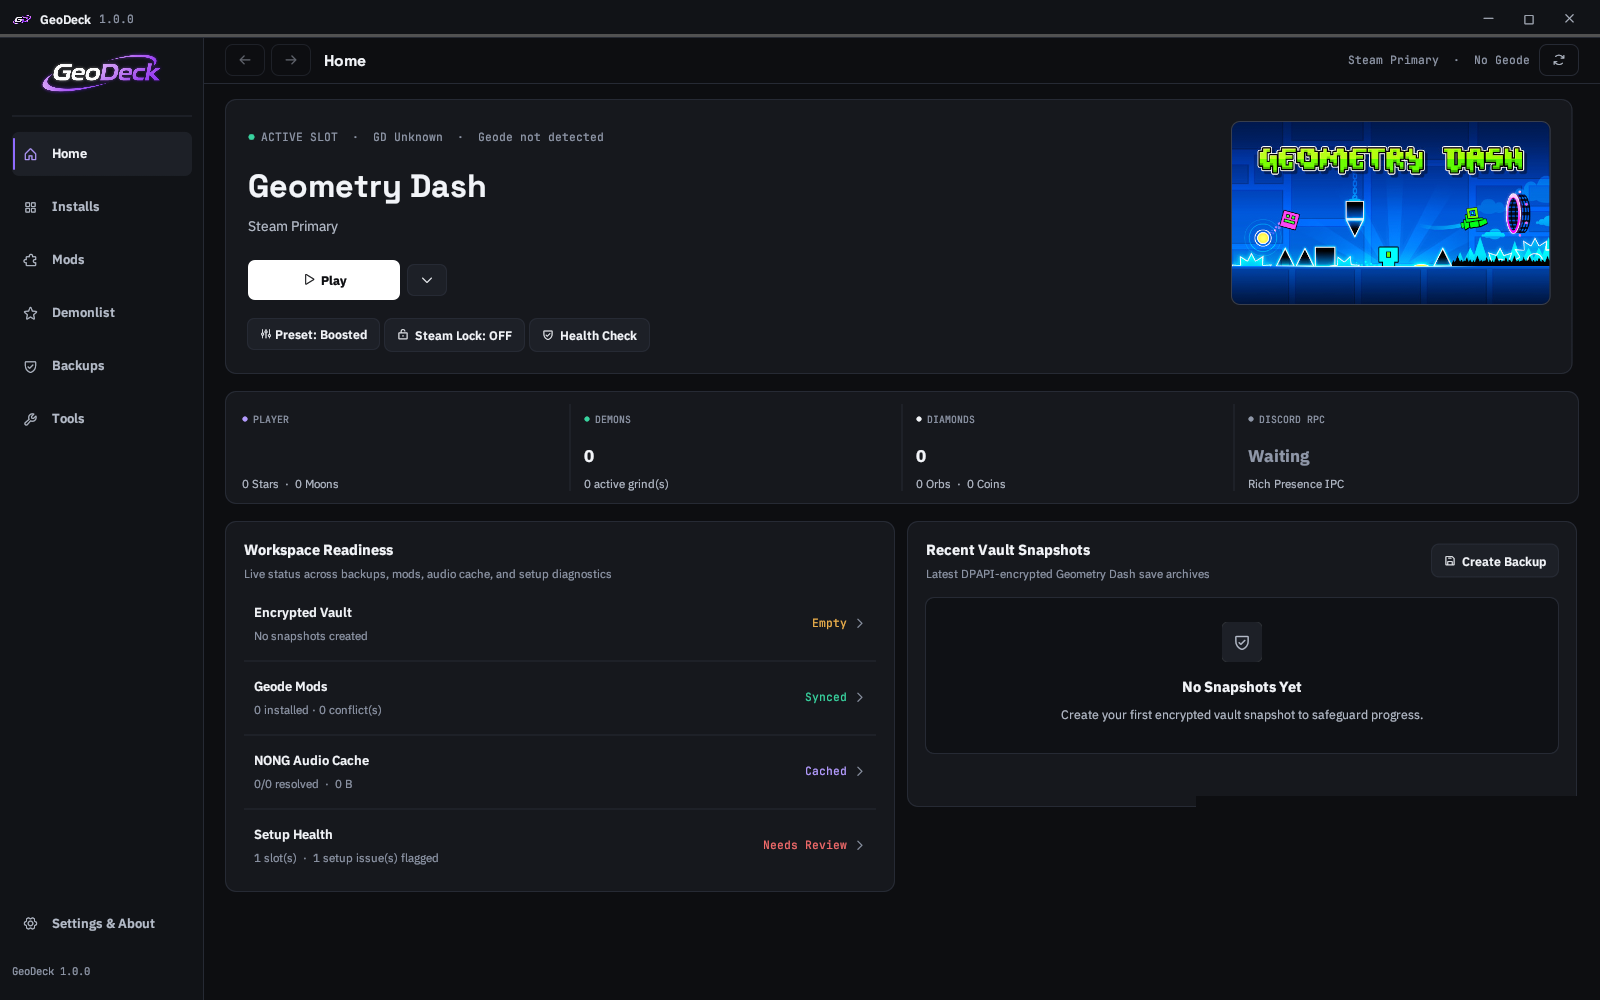 GeoDeck 1.0.0
GeoDeck
Home
Steam Primary · No Geode
Home
Installs
Mods
Demonlist
Backups
Tools
Settings & About
GeoDeck 1.0.0
ACTIVE SLOT · GD Unknown · Geode not detected
Geometry Dash
Steam Primary
Play
Preset: Boosted
Steam Lock: OFF
Health Check
GEOMETRY DASH
PLAYER
0 Stars · 0 Moons
DEMONS
0
0 active grind(s)
DIAMONDS
0
0 Orbs · 0 Coins
DISCORD RPC
Waiting
Rich Presence IPC
Workspace Readiness
Live status across backups, mods, audio cache, and setup diagnostics
Encrypted Vault
No snapshots created
Empty
Geode Mods
0 installed · 0 conflict(s)
Synced
NONG Audio Cache
0/0 resolved · 0 B
Cached
Setup Health
1 slot(s) · 1 setup issue(s) flagged
Needs Review
Recent Vault Snapshots
Latest DPAPI-encrypted Geometry Dash save archives
Create Backup
No Snapshots Yet
Create your first encrypted vault snapshot to safeguard progress.